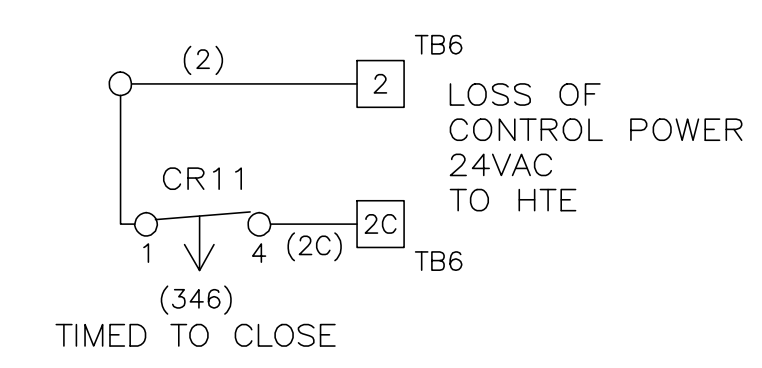 (2)
TB6
2
LOSS OF
CONTROL POWER
24VAC
TO HTE
CR11
2C
1
4
(2C)
TB6
(346)
TIMED TO CLOSE